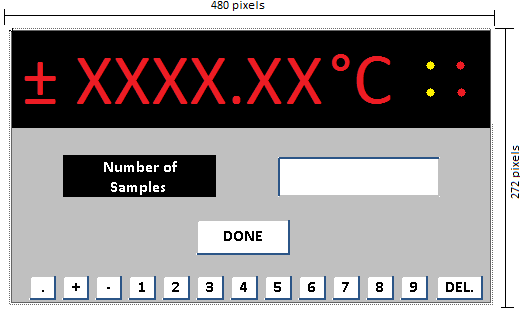 480 pixels
± XXXX.XX°C
272 pixels
Number of
Samples
DONE
. + - 1 2 3 4 5 6 7 8 9 DEL.